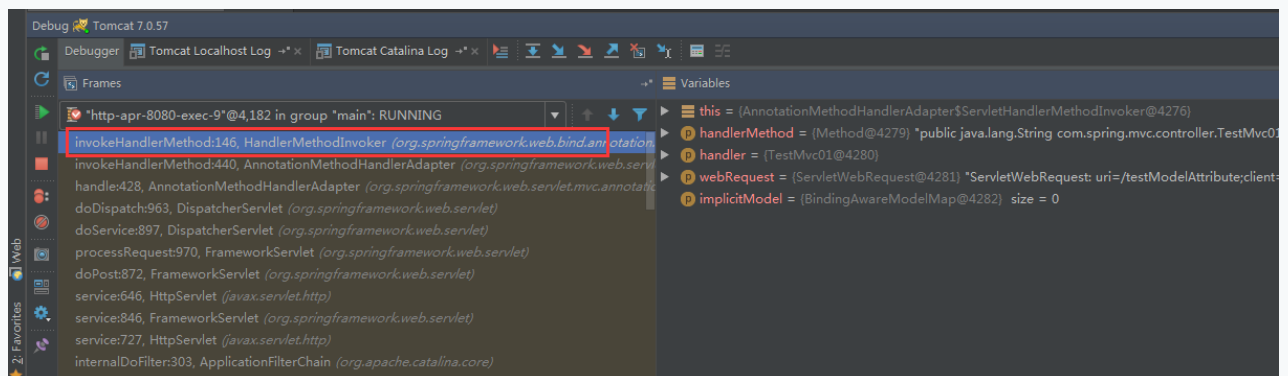 Debug Tomcat 7.0.57
Debugger Tomcat Localhost Log →* × Tomcat Catalina Log →* ×
Frames →*
"http-apr-8080-exec-9"@4,182 in group "main": RUNNING
invokeHandlerMethod:146, HandlerMethodInvoker (org.springframework.web.bind.annotation.
invokeHandlerMethod:440, AnnotationMethodHandlerAdapter (org.springframework.web.servl
handle:428, AnnotationMethodHandlerAdapter (org.springframework.web.servlet.mvc.annotatio
doDispatch:963, DispatcherServlet (org.springframework.web.servlet)
doService:897, DispatcherServlet (org.springframework.web.servlet)
processRequest:970, FrameworkServlet (org.springframework.web.servlet)
doPost:872, FrameworkServlet (org.springframework.web.servlet)
service:646, HttpServlet (javax.servlet.http)
service:846, FrameworkServlet (org.springframework.web.servlet)
service:727, HttpServlet (javax.servlet.http)
internalDoFilter:303, ApplicationFilterChain (org.apache.catalina.core)
Variables
this = {AnnotationMethodHandlerAdapter$ServletHandlerMethodInvoker@4276}
handlerMethod = {Method@4279} "public java.lang.String com.spring.mvc.controller.TestMvc01
handler = {TestMvc01@4280}
webRequest = {ServletWebRequest@4281} "ServletWebRequest: uri=/testModelAttribute;client=
implicitModel = {BindingAwareModelMap@4282} size = 0
Web
2: Favorites